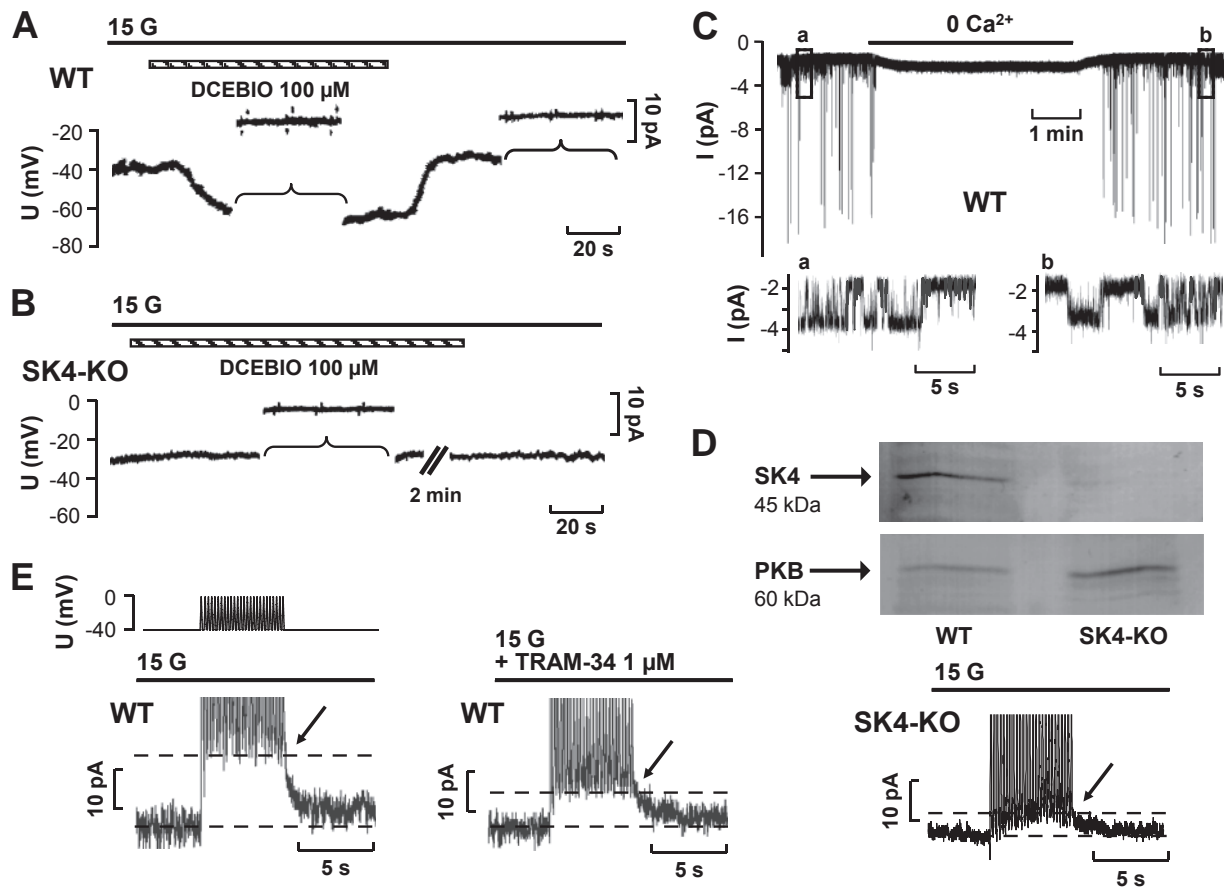 A
15 G
WT
DCEBIO 100 µM
10 pA
U (mV)
-20
-40
-60
-80
20 s
B
15 G
SK4-KO
DCEBIO 100 µM
10 pA
U (mV)
0
-20
-40
-60
2 min
20 s
C
0 Ca²⁺
a
b
I (pA)
0
-4
-8
-12
-16
1 min
WT
a
b
I (pA)
-2
-4
-2
-4
5 s
5 s
D
SK4
45 kDa
PKB
60 kDa
WT
SK4-KO
E
U (mV)
0
-40
15 G
WT
10 pA
5 s
15 G
+ TRAM-34 1 µM
WT
10 pA
5 s
15 G
SK4-KO
10 pA
5 s